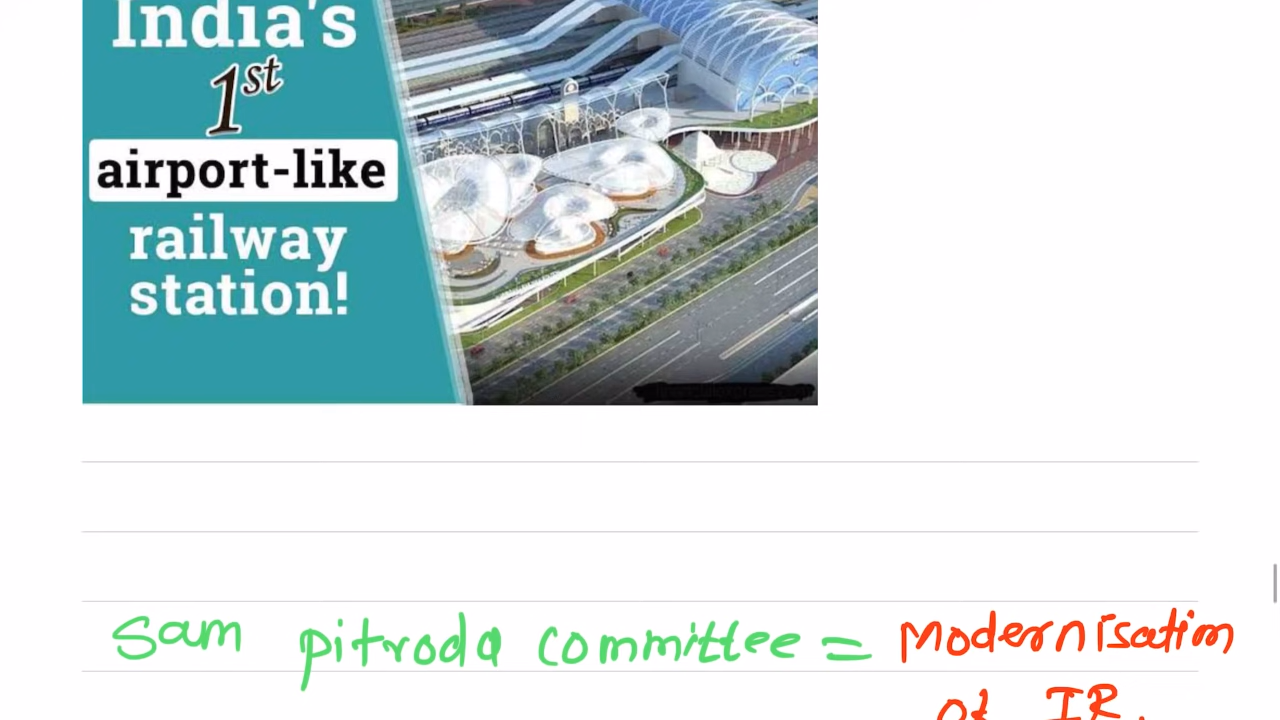 India's
1st
airport-like
railway
station!
Sam pitroda committee = Modernisation
of IR.